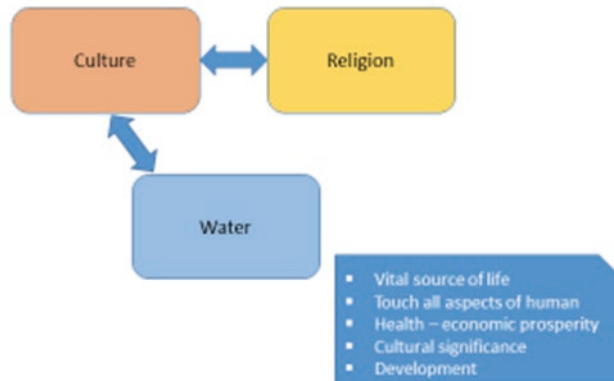 Culture
Religion
Water
▪ Vital source of life
▪ Touch all aspects of human
▪ Health – economic prosperity
▪ Cultural significance
▪ Development